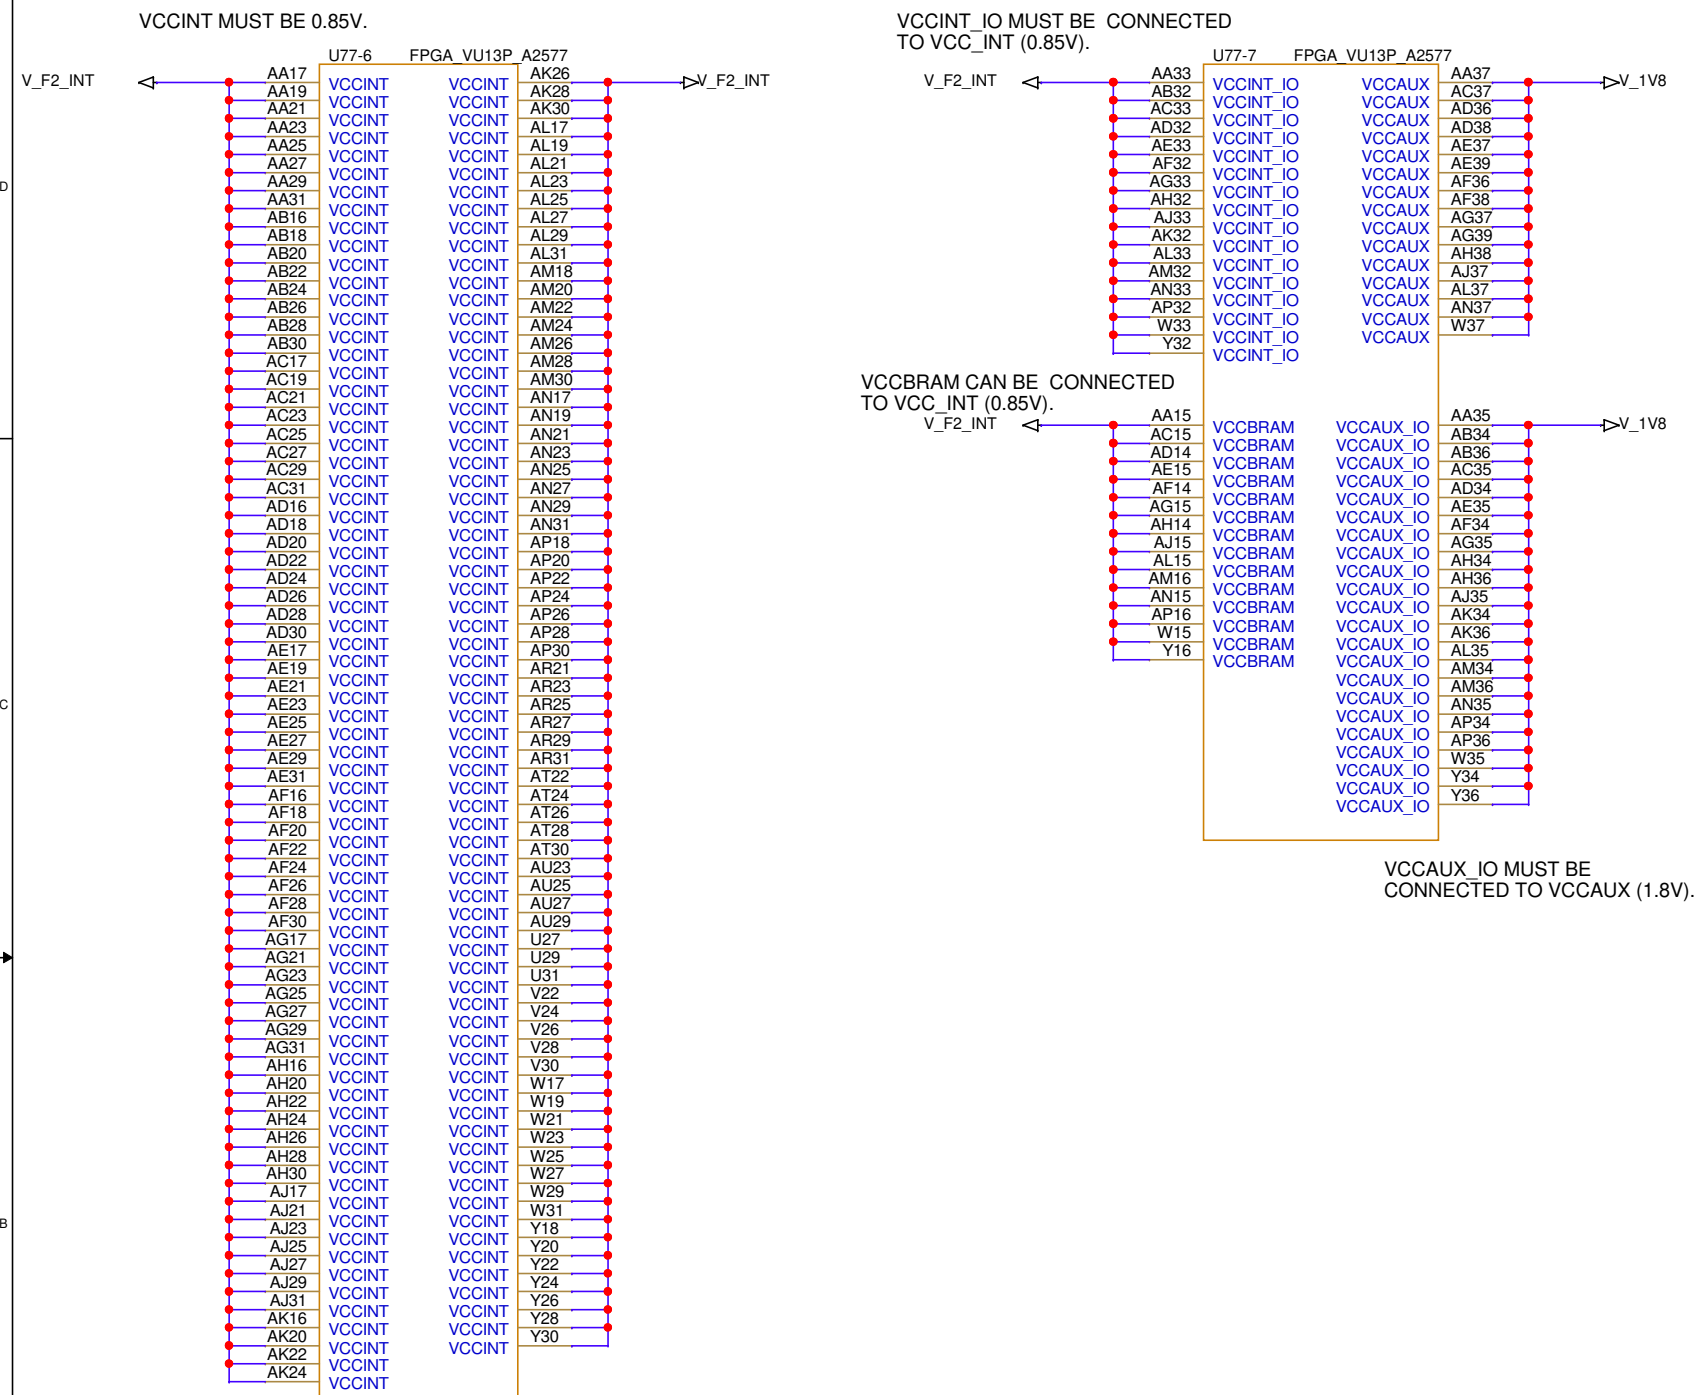 VCCINT MUST BE 0.85V.
U77-6 FPGA_VU13P_A2577
V_F2_INT AA17 VCCINT VCCINT AK26 V_F2_INT
AA19 VCCINT VCCINT AK28
AA21 VCCINT VCCINT AK30
AA23 VCCINT VCCINT AL17
AA25 VCCINT VCCINT AL19
AA27 VCCINT VCCINT AL21
AA29 VCCINT VCCINT AL23
D
AA31 VCCINT VCCINT AL25
AB16 VCCINT VCCINT AL27
AB18 VCCINT VCCINT AL29
AB20 VCCINT VCCINT AL31
AB22 VCCINT VCCINT AM18
AB24 VCCINT VCCINT AM20
AB26 VCCINT VCCINT AM22
AB28 VCCINT VCCINT AM24
AB30 VCCINT VCCINT AM26
AC17 VCCINT VCCINT AM28
AC19 VCCINT VCCINT AM30
AC21 VCCINT VCCINT AN17
AC23 VCCINT VCCINT AN19
AC25 VCCINT VCCINT AN21
AC27 VCCINT VCCINT AN23
AC29 VCCINT VCCINT AN25
AC31 VCCINT VCCINT AN27
AD16 VCCINT VCCINT AN29
AD18 VCCINT VCCINT AN31
AD20 VCCINT VCCINT AP18
AD22 VCCINT VCCINT AP20
AD24 VCCINT VCCINT AP22
AD26 VCCINT VCCINT AP24
AD28 VCCINT VCCINT AP26
AD30 VCCINT VCCINT AP28
AE17 VCCINT VCCINT AP30
AE19 VCCINT VCCINT AR21
AE21 VCCINT VCCINT AR23
C
AE23 VCCINT VCCINT AR25
AE25 VCCINT VCCINT AR27
AE27 VCCINT VCCINT AR29
AE29 VCCINT VCCINT AR31
AE31 VCCINT VCCINT AT22
AF16 VCCINT VCCINT AT24
AF18 VCCINT VCCINT AT26
AF20 VCCINT VCCINT AT28
AF22 VCCINT VCCINT AT30
AF24 VCCINT VCCINT AU23
AF26 VCCINT VCCINT AU25
AF28 VCCINT VCCINT AU27
AF30 VCCINT VCCINT AU29
AG17 VCCINT VCCINT U27
AG21 VCCINT VCCINT U29
AG23 VCCINT VCCINT U31
AG25 VCCINT VCCINT V22
AG27 VCCINT VCCINT V24
AG29 VCCINT VCCINT V26
AG31 VCCINT VCCINT V28
AH16 VCCINT VCCINT V30
AH20 VCCINT VCCINT W17
AH22 VCCINT VCCINT W19
AH24 VCCINT VCCINT W21
AH26 VCCINT VCCINT W23
AH28 VCCINT VCCINT W25
AH30 VCCINT VCCINT W27
AJ17 VCCINT VCCINT W29
AJ21 VCCINT VCCINT W31
B
AJ23 VCCINT VCCINT Y18
AJ25 VCCINT VCCINT Y20
AJ27 VCCINT VCCINT Y22
AJ29 VCCINT VCCINT Y24
AJ31 VCCINT VCCINT Y26
AK16 VCCINT VCCINT Y28
AK20 VCCINT VCCINT Y30
AK22 VCCINT
AK24 VCCINT
VCCINT_IO MUST BE CONNECTED
TO VCC_INT (0.85V).
U77-7 FPGA_VU13P_A2577
V_F2_INT AA33 VCCINT_IO VCCAUX AA37 V_1V8
AB32 VCCINT_IO VCCAUX AC37
AC33 VCCINT_IO VCCAUX AD36
AD32 VCCINT_IO VCCAUX AD38
AE33 VCCINT_IO VCCAUX AE37
AF32 VCCINT_IO VCCAUX AE39
AG33 VCCINT_IO VCCAUX AF36
AH32 VCCINT_IO VCCAUX AF38
AJ33 VCCINT_IO VCCAUX AG37
AK32 VCCINT_IO VCCAUX AG39
AL33 VCCINT_IO VCCAUX AH38
AM32 VCCINT_IO VCCAUX AJ37
AN33 VCCINT_IO VCCAUX AL37
AP32 VCCINT_IO VCCAUX AN37
W33 VCCINT_IO VCCAUX W37
Y32 VCCINT_IO
VCCBRAM CAN BE CONNECTED
TO VCC_INT (0.85V).
V_F2_INT AA15 VCCBRAM VCCAUX_IO AA35 V_1V8
AC15 VCCBRAM VCCAUX_IO AB34
AD14 VCCBRAM VCCAUX_IO AB36
AE15 VCCBRAM VCCAUX_IO AC35
AF14 VCCBRAM VCCAUX_IO AD34
AG15 VCCBRAM VCCAUX_IO AE35
AH14 VCCBRAM VCCAUX_IO AF34
AJ15 VCCBRAM VCCAUX_IO AG35
AL15 VCCBRAM VCCAUX_IO AH34
AM16 VCCBRAM VCCAUX_IO AH36
AN15 VCCBRAM VCCAUX_IO AJ35
AP16 VCCBRAM VCCAUX_IO AK34
W15 VCCBRAM VCCAUX_IO AK36
Y16 VCCBRAM VCCAUX_IO AL35
VCCAUX_IO AM34
VCCAUX_IO AM36
VCCAUX_IO AN35
VCCAUX_IO AP34
VCCAUX_IO AP36
VCCAUX_IO W35
VCCAUX_IO Y34
VCCAUX_IO Y36
VCCAUX_IO MUST BE
CONNECTED TO VCCAUX (1.8V).